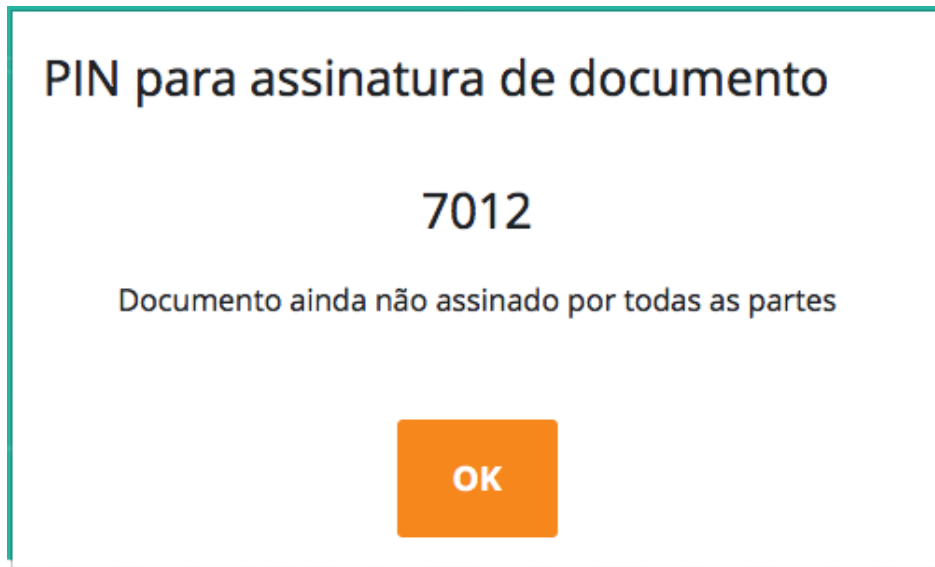 PIN para assinatura de documento
7012
Documento ainda não assinado por todas as partes
OK